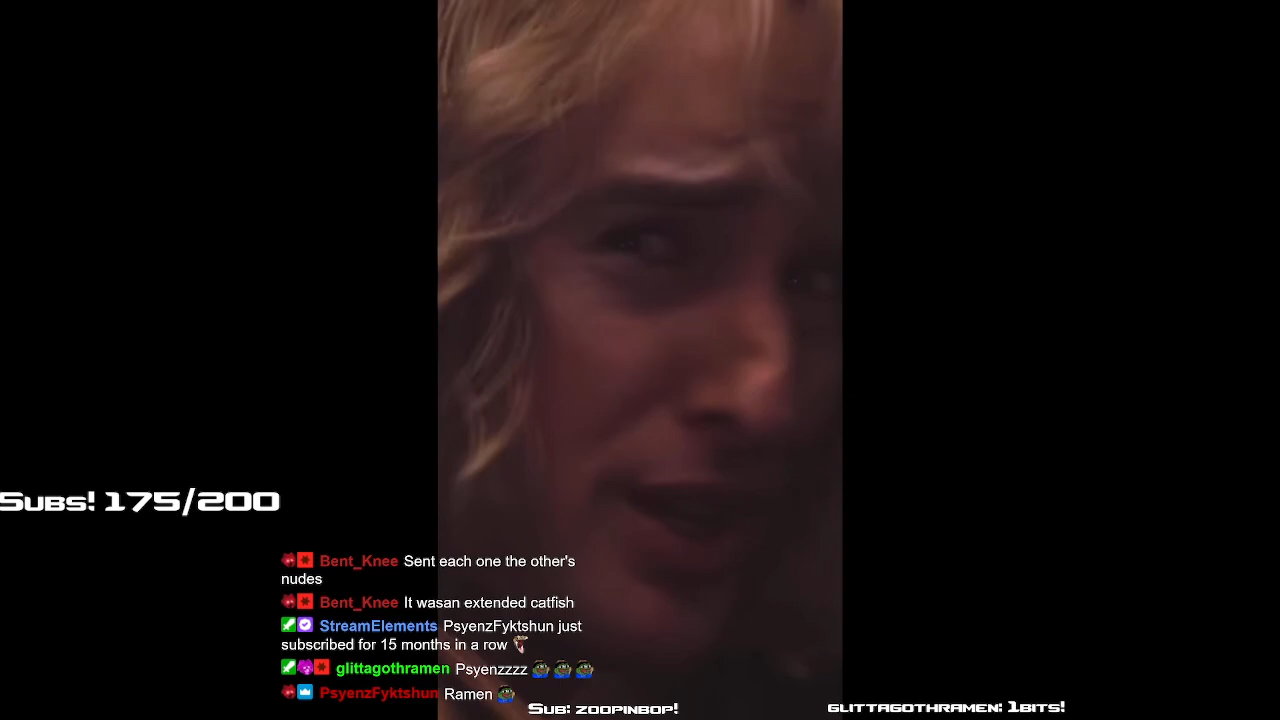 Subs! 175/200
Bent_Knee Sent each one the other's
nudes
Bent_Knee It wasan extended catfish
StreamElements PsyenzFyktshun just
subscribed for 15 months in a row
glittagothramen Psyenzzzz
PsyenzFyktshun Ramen
Sub: zoopinbop!
glittagothramen: 1bits!